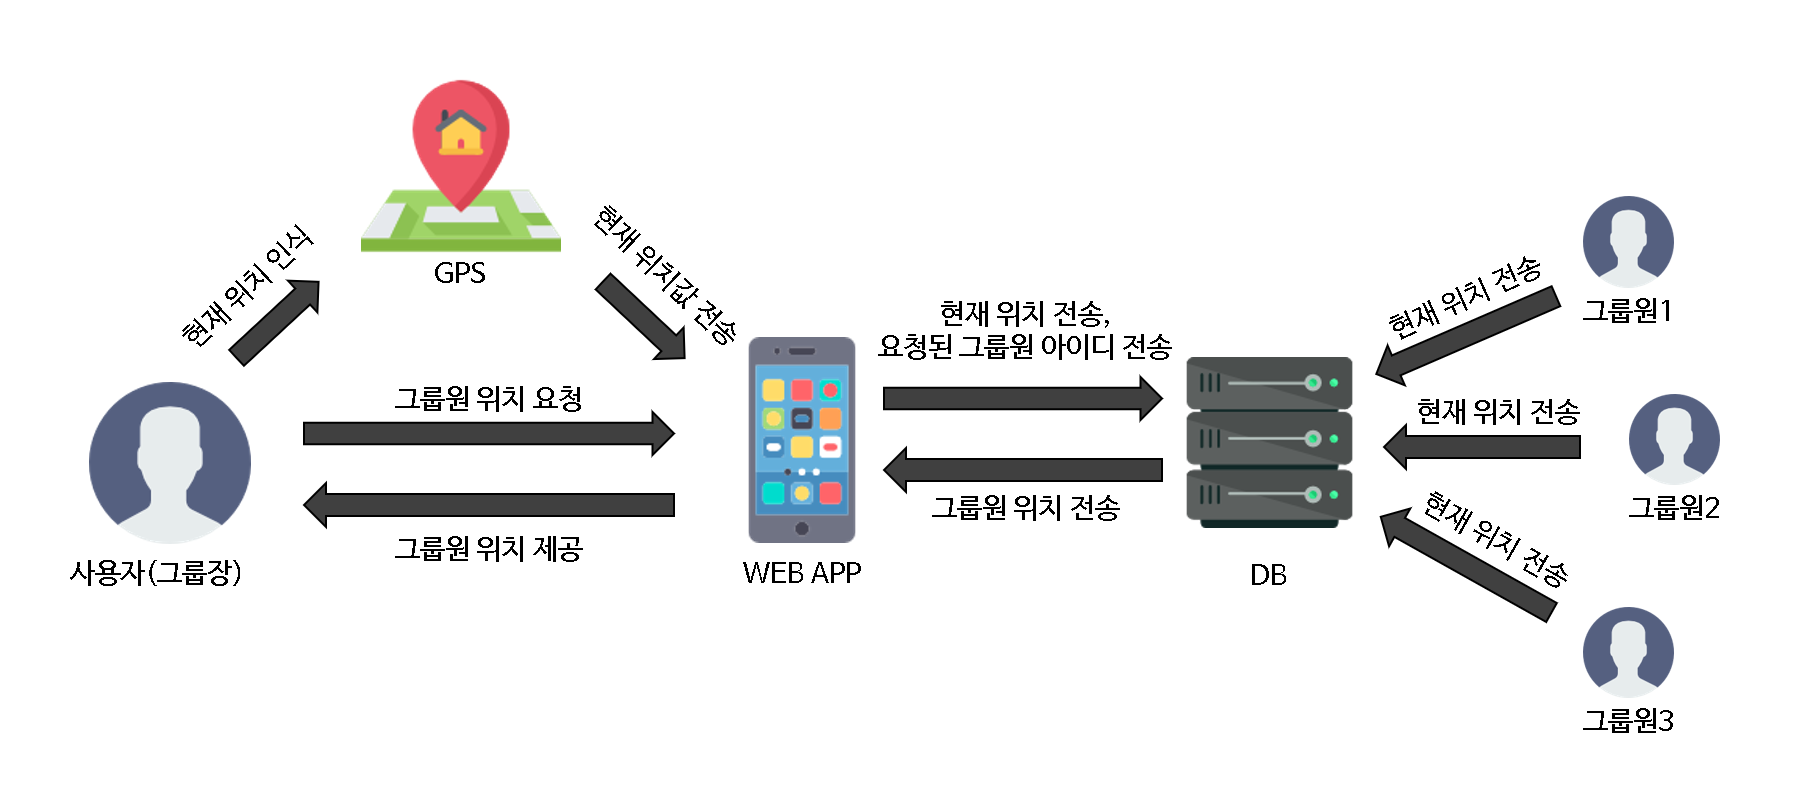 GPS
현재 위치 인식
현재 위치값 전송
그룹원 위치 요청
그룹원 위치 제공
사용자(그룹장)
WEB APP
현재 위치 전송,
요청된 그룹원 아이디 전송
그룹원 위치 전송
DB
현재 위치 전송
그룹원1
현재 위치 전송
그룹원2
현재 위치 전송
그룹원3